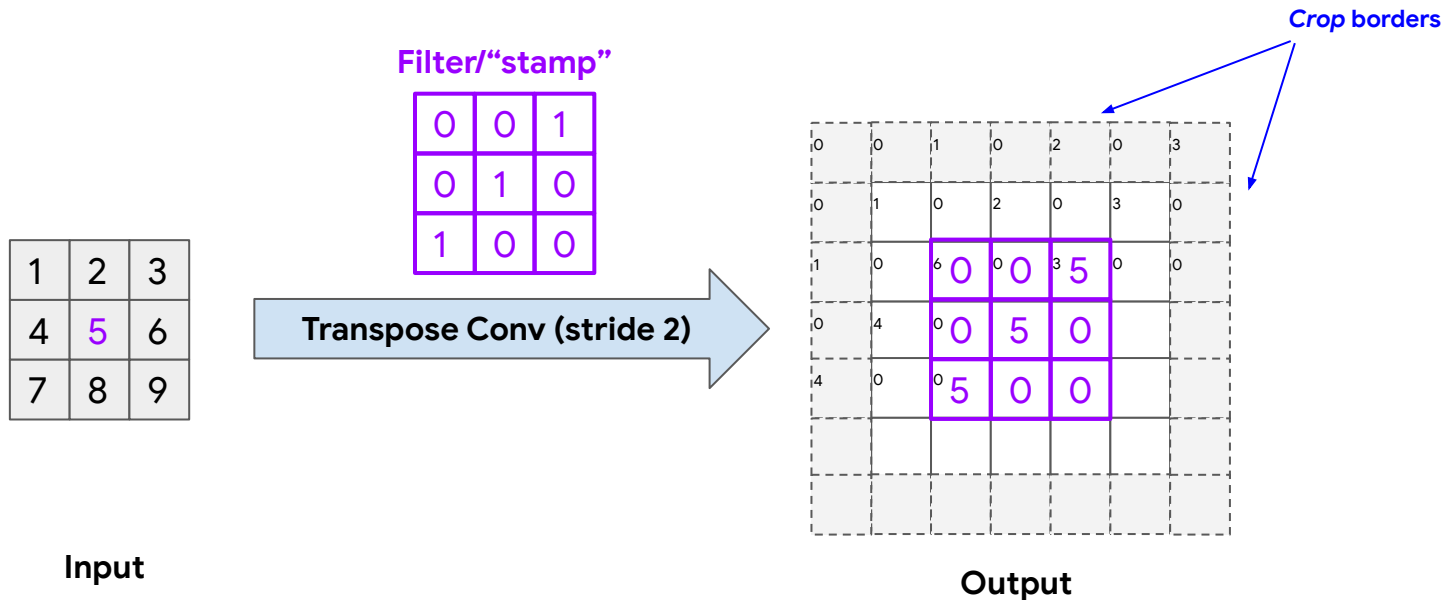 Crop borders
Filter/“stamp”
0 0 1
0 1 0
1 0 0
1 2 3
4 5 6
7 8 9
Transpose Conv (stride 2)
0 0 1 0 2 0 3
0 1 0 2 0 3 0
1 0 6 0 0 0 3 5 0 0
0 4 0 0 5 0
4 0 0 5 0 0
Input
Output